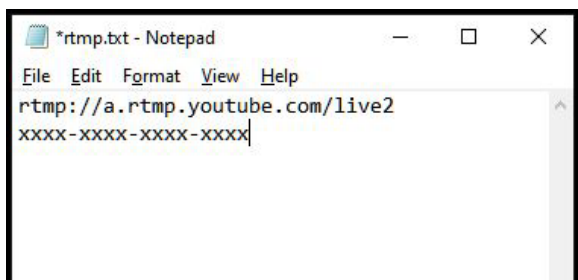 *rtmp.txt - Notepad
File Edit Format View Help
rtmp://a.rtmp.youtube.com/live2
xxxx-xxxx-xxxx-xxxx